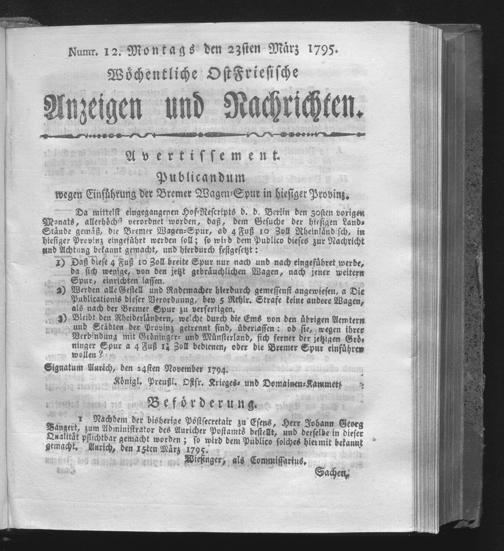 Numr. 12. Montags den 23sten März 1795.
Wöchentliche OstFriesische
Anzeigen und Nachrichten.
Avertissement.
Publicandum
wegen Einführung der Bremer Wagen-Spur in hiesiger Provinz.
Da mittelst eingegangenen Hof-Rescripts d. d. Berlin den 30sten vorigen
Monats, allerhöchst verordnet worden, daß, dem Gesuche der hiesigen Land-
Stände gemäß, die Bremer Wagen-Spur, ad 4 Fuß 10 Zoll Rheinländisch, in
hiesiger Provinz eingeführt werden soll; so wird dem Publico dieses zur Nachricht
und Achtung bekannt gemacht, und hierdurch festgesetzt:
1) Daß diese 4 Fuß 10 Zoll breite Spur nur nach und nach eingeführt werde,
da sich wenige, von den jetzt gebräuchlichen Wagen, nach jener weitern
Spur, einrichten lassen.
2) Werden alle Gestell und Rademacher hierdurch gemessenst angewiesen, a Die
Publicationis dieser Verordnung, bey 5 Rthlr. Strafe keine andere Wagen,
als nach der Bremer Spur zu verfertigen.
3) Bleibt den Rheiderländern, welche durch die Ems von den übrigen Aemtern
und Städten der Provinz getrennt sind, überlassen: ob sie, wegen ihrer
Verbindung mit Gröninger- und Münsterland, sich ferner der jetzigen Grö-
ninger Spur a 4 Fuß 1½ Zoll bedienen, oder die Bremer Spur einführen
wollen?
Signatum Aurich, den 24sten November 1794.
Königl. Preußl. Ostfr. Krieges- und Domainen-Kammer.
Beförderung.
1 Nachdem der bisherige Postsecretair zu Esens, Herr Johann Georg
Bangert, zum Administrator des Auricher Postamts bestellt, und derselbe in dieser
Qualität pflichtbar gemacht worden; so wird dem Publico solches hiermit bekannt
gemacht. Aurich, den 15ten März 1795.
als Commissarius.
Sachen,